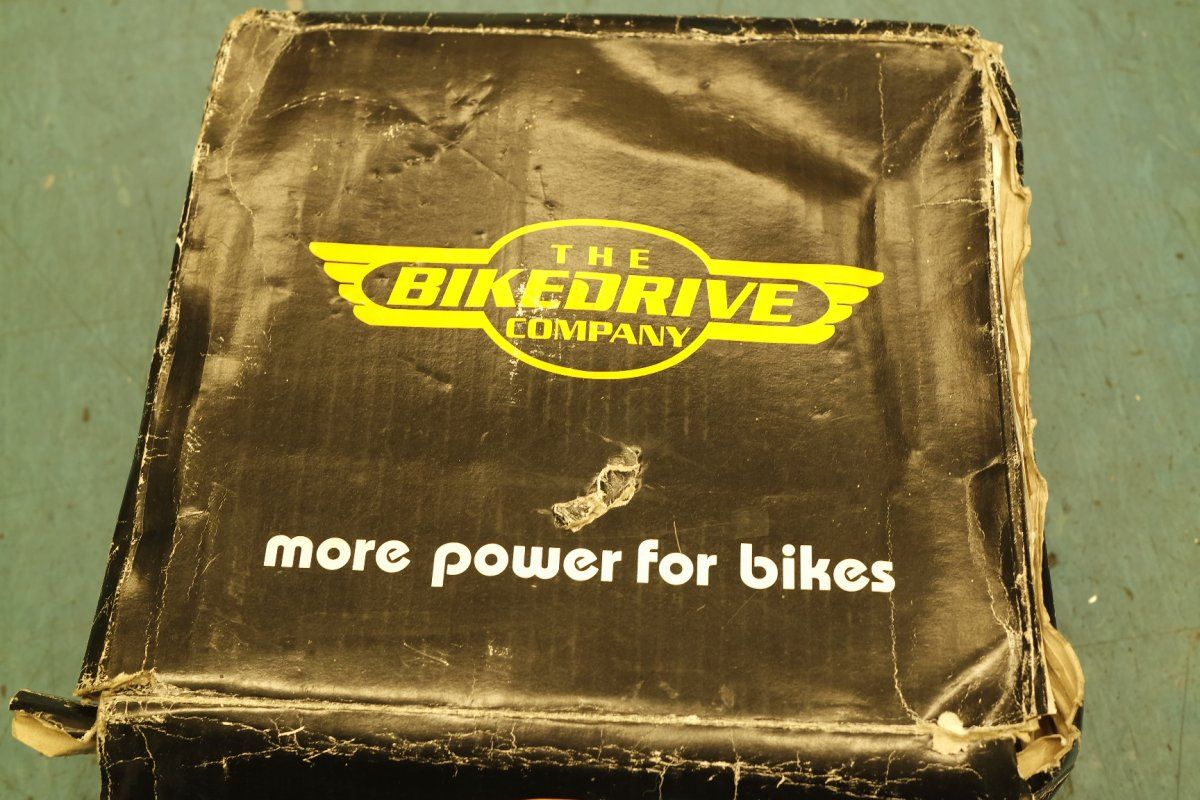 THE
BIKEDRIVE
COMPANY
more power for bikes